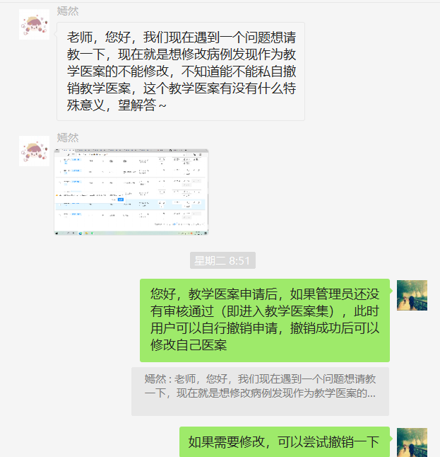 嫣然
老师，您好，我们现在遇到一个问题想请
教一下，现在就是想修改病例发现作为教
学医案的不能修改，不知道能不能私自撤
销教学医案，这个教学医案有没有什么特
殊意义，望解答～
嫣然
星期二 8:51
您好，教学医案申请后，如果管理员还没
有审核通过（即进入教学医案集），此时
用户可以自行撤销申请，撤销成功后可以
修改自己医案
嫣然 : 老师，您好，我们现在遇到一个问题想请教
一下，现在就是想修改病例发现作为教学医案的...
如果需要修改，可以尝试撤销一下